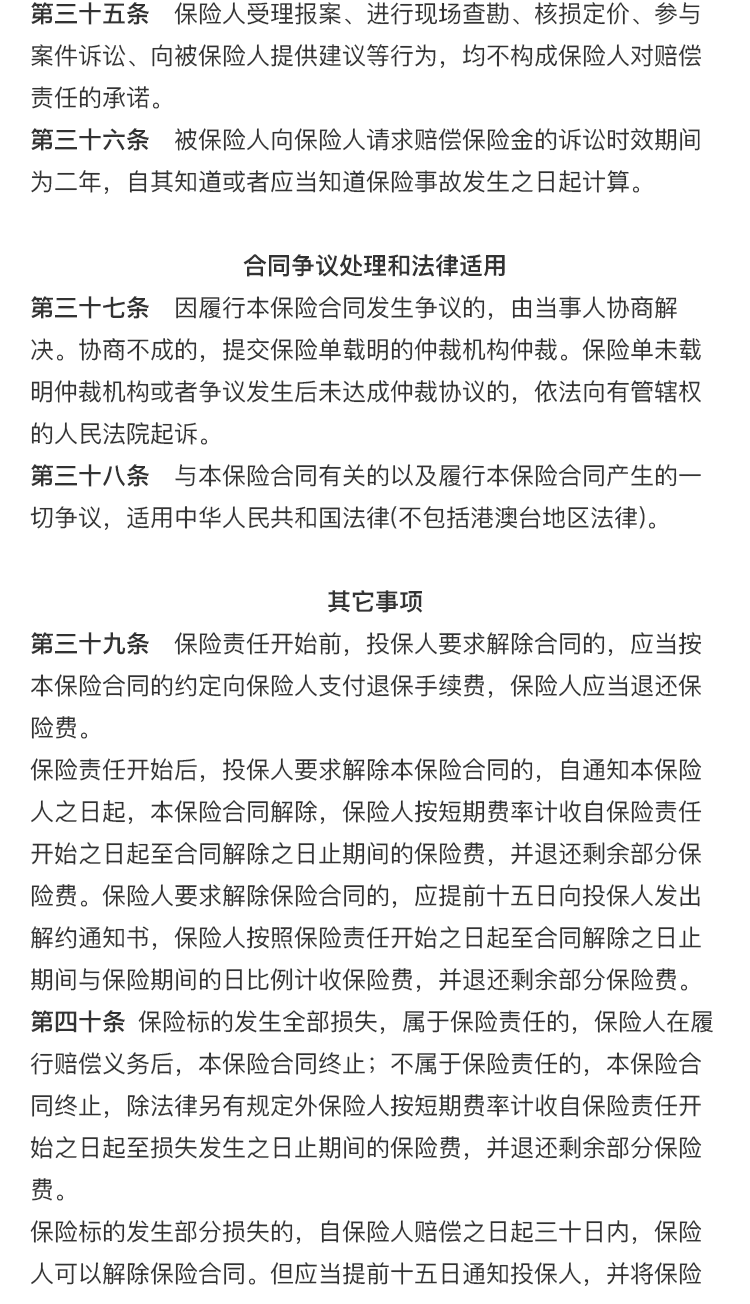 第三十五条　保险人受理报案、进行现场查勘、核损定价、参与
案件诉讼、向被保险人提供建议等行为，均不构成保险人对赔偿
责任的承诺。
第三十六条　被保险人向保险人请求赔偿保险金的诉讼时效期间
为二年，自其知道或者应当知道保险事故发生之日起计算。
合同争议处理和法律适用
第三十七条　因履行本保险合同发生争议的，由当事人协商解
决。协商不成的，提交保险单载明的仲裁机构仲裁。保险单未载
明仲裁机构或者争议发生后未达成仲裁协议的，依法向有管辖权
的人民法院起诉。
第三十八条　与本保险合同有关的以及履行本保险合同产生的一
切争议，适用中华人民共和国法律(不包括港澳台地区法律)。
其它事项
第三十九条　保险责任开始前，投保人要求解除合同的，应当按
本保险合同的约定向保险人支付退保手续费，保险人应当退还保
险费。
保险责任开始后，投保人要求解除本保险合同的，自通知本保险
人之日起，本保险合同解除，保险人按短期费率计收自保险责任
开始之日起至合同解除之日止期间的保险费，并退还剩余部分保
险费。保险人要求解除保险合同的，应提前十五日向投保人发出
解约通知书，保险人按照保险责任开始之日起至合同解除之日止
期间与保险期间的日比例计收保险费，并退还剩余部分保险费。
第四十条 保险标的发生全部损失，属于保险责任的，保险人在履
行赔偿义务后，本保险合同终止；不属于保险责任的，本保险合
同终止，除法律另有规定外保险人按短期费率计收自保险责任开
始之日起至损失发生之日止期间的保险费，并退还剩余部分保险
费。
保险标的发生部分损失的，自保险人赔偿之日起三十日内，保险
人可以解除保险合同。但应当提前十五日通知投保人，并将保险